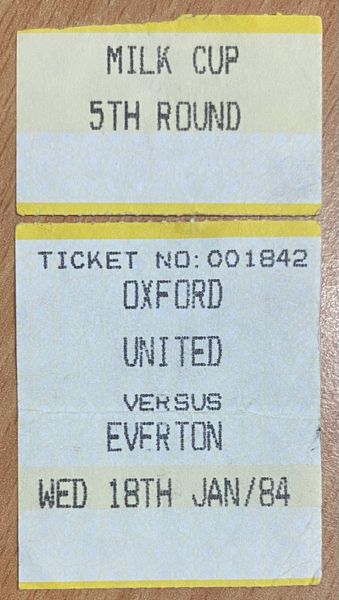 MILK CUP
5TH ROUND
TICKET NO:001842
OXFORD
UNITED
VERSUS
EVERTON
WED 18TH JAN/84